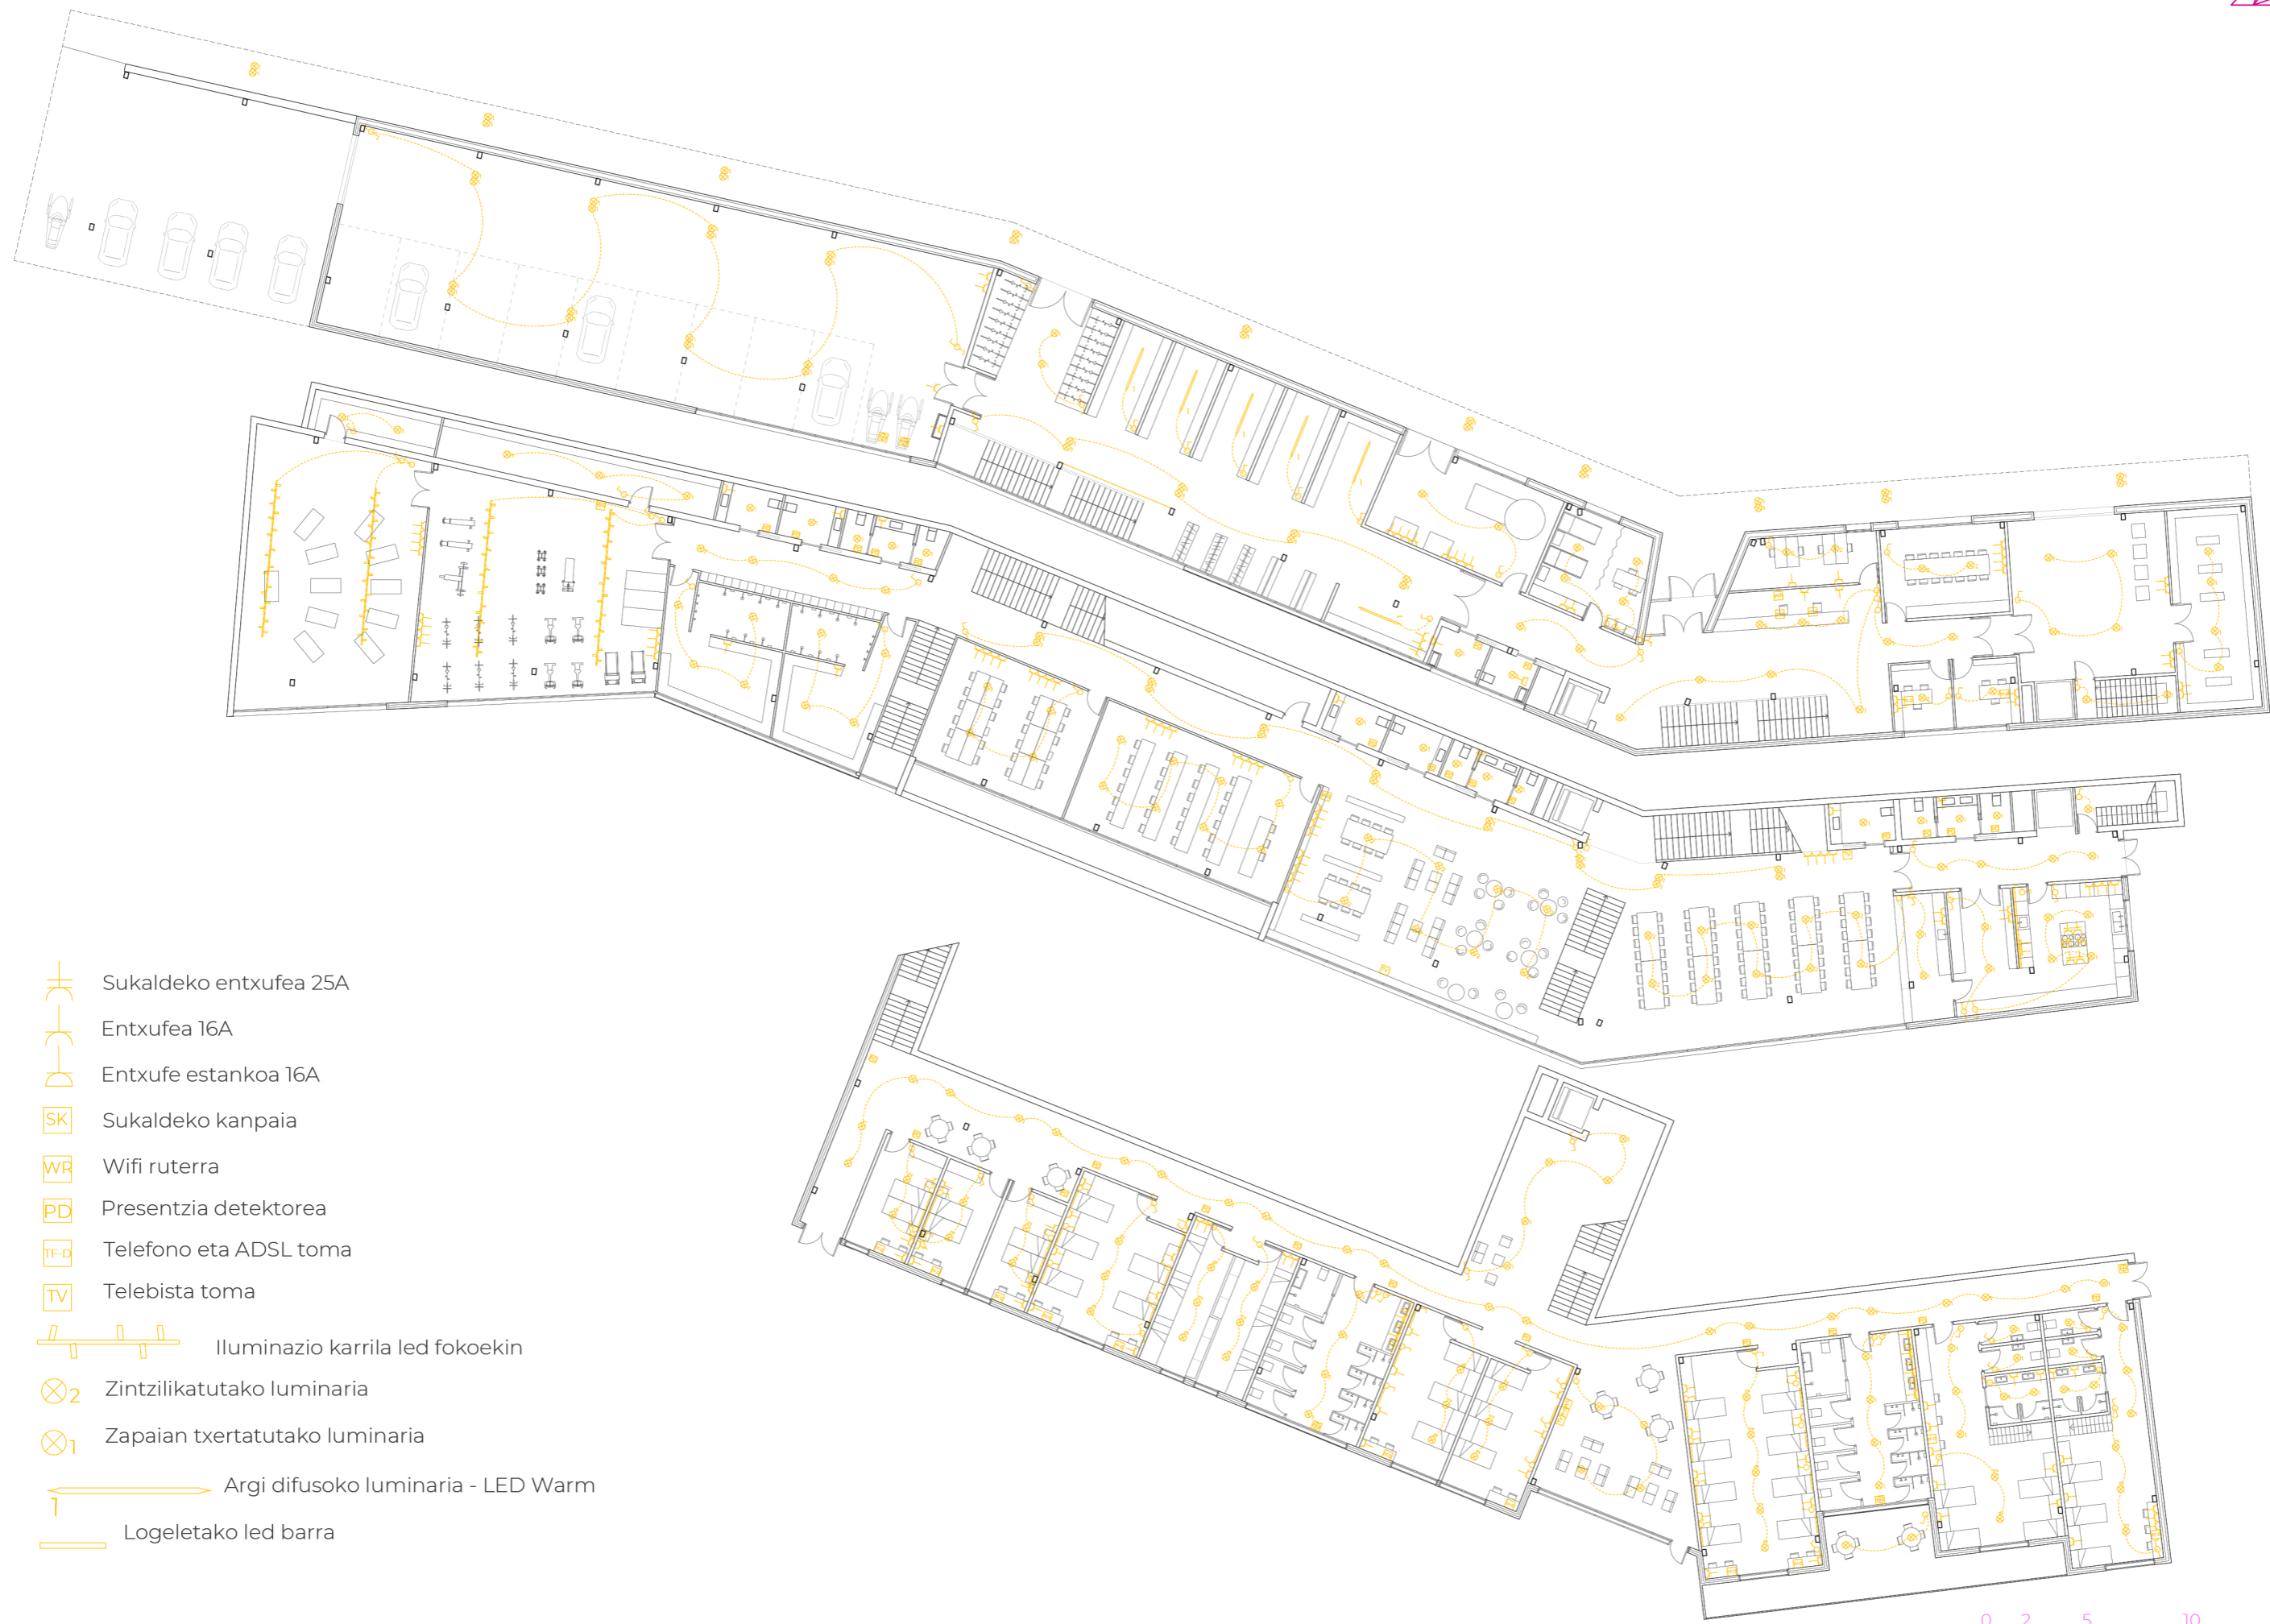 Sukaldeko entxufea 25A
Entxufea 16A
Entxufe estankoa 16A
SK Sukaldeko kanpaia
WR Wifi ruterra
PD Presentzia detektorea
TF-D Telefono eta ADSL toma
TV Telebista toma
Iluminazio karrila led fokoekin
2 Zintzilikatutako luminaria
1 Zapaian txertatutako luminaria
1 Argi difusoko luminaria - LED Warm
Logeletako led barra
0 2 5 10